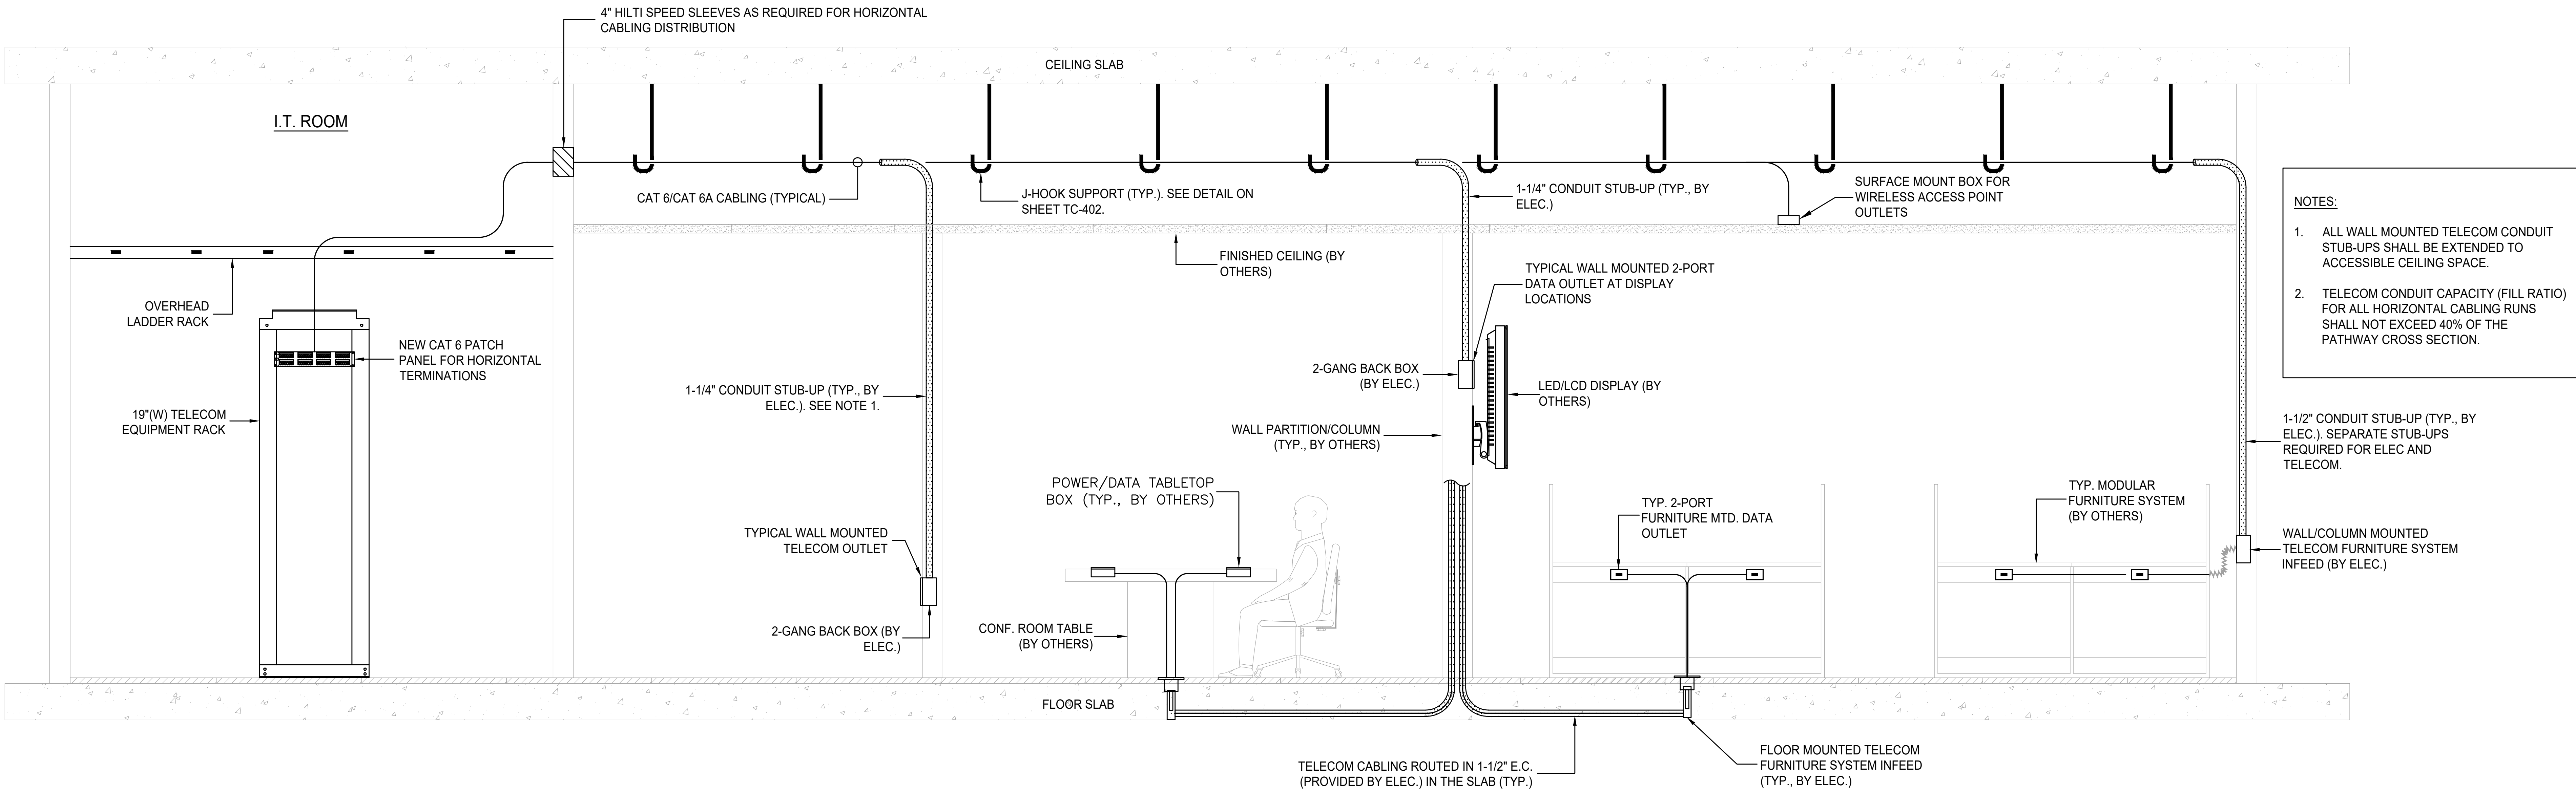 4" HILTI SPEED SLEEVES AS REQUIRED FOR HORIZONTAL
CABLING DISTRIBUTION
CEILING SLAB
I.T. ROOM
CAT 6/CAT 6A CABLING (TYPICAL)
J-HOOK SUPPORT (TYP.). SEE DETAIL ON
SHEET TC-402.
1-1/4" CONDUIT STUB-UP (TYP., BY
ELEC.)
SURFACE MOUNT BOX FOR
WIRELESS ACCESS POINT
OUTLETS
NOTES:
1. ALL WALL MOUNTED TELECOM CONDUIT
STUB-UPS SHALL BE EXTENDED TO
ACCESSIBLE CEILING SPACE.
2. TELECOM CONDUIT CAPACITY (FILL RATIO)
FOR ALL HORIZONTAL CABLING RUNS
SHALL NOT EXCEED 40% OF THE
PATHWAY CROSS SECTION.
FINISHED CEILING (BY
OTHERS)
TYPICAL WALL MOUNTED 2-PORT
DATA OUTLET AT DISPLAY
LOCATIONS
OVERHEAD
LADDER RACK
NEW CAT 6 PATCH
PANEL FOR HORIZONTAL
TERMINATIONS
1-1/4" CONDUIT STUB-UP (TYP., BY
ELEC.). SEE NOTE 1.
2-GANG BACK BOX
(BY ELEC.)
LED/LCD DISPLAY (BY
OTHERS)
19"(W) TELECOM
EQUIPMENT RACK
WALL PARTITION/COLUMN
(TYP., BY OTHERS)
1-1/2" CONDUIT STUB-UP (TYP., BY
ELEC.). SEPARATE STUB-UPS
REQUIRED FOR ELEC AND
TELECOM.
POWER/DATA TABLETOP
BOX (TYP., BY OTHERS)
TYP. 2-PORT
FURNITURE MTD. DATA
OUTLET
TYP. MODULAR
FURNITURE SYSTEM
(BY OTHERS)
TYPICAL WALL MOUNTED
TELECOM OUTLET
WALL/COLUMN MOUNTED
TELECOM FURNITURE SYSTEM
INFEED (BY ELEC.)
2-GANG BACK BOX (BY
ELEC.)
CONF. ROOM TABLE
(BY OTHERS)
FLOOR SLAB
TELECOM CABLING ROUTED IN 1-1/2" E.C.
(PROVIDED BY ELEC.) IN THE SLAB (TYP.)
FLOOR MOUNTED TELECOM
FURNITURE SYSTEM INFEED
(TYP., BY ELEC.)